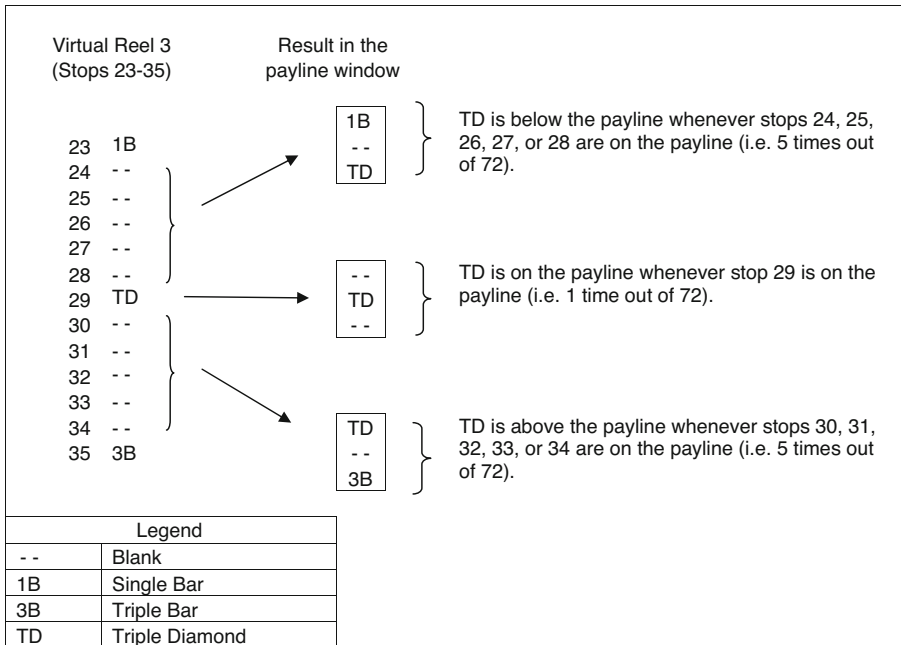 Virtual Reel 3
(Stops 23-35)
Result in the
payline window
23 1B
24 - -
25 - -
26 - -
27 - -
28 - -
29 TD
30 - -
31 - -
32 - -
33 - -
34 - -
35 3B
1B
- -
TD
TD is below the payline whenever stops 24, 25,
26, 27, or 28 are on the payline (i.e. 5 times out
of 72).
- -
TD
- -
TD is on the payline whenever stop 29 is on the
payline (i.e. 1 time out of 72).
TD
- -
3B
TD is above the payline whenever stops 30, 31,
32, 33, or 34 are on the payline (i.e. 5 times out
of 72).
Legend
- - Blank
1B Single Bar
3B Triple Bar
TD Triple Diamond